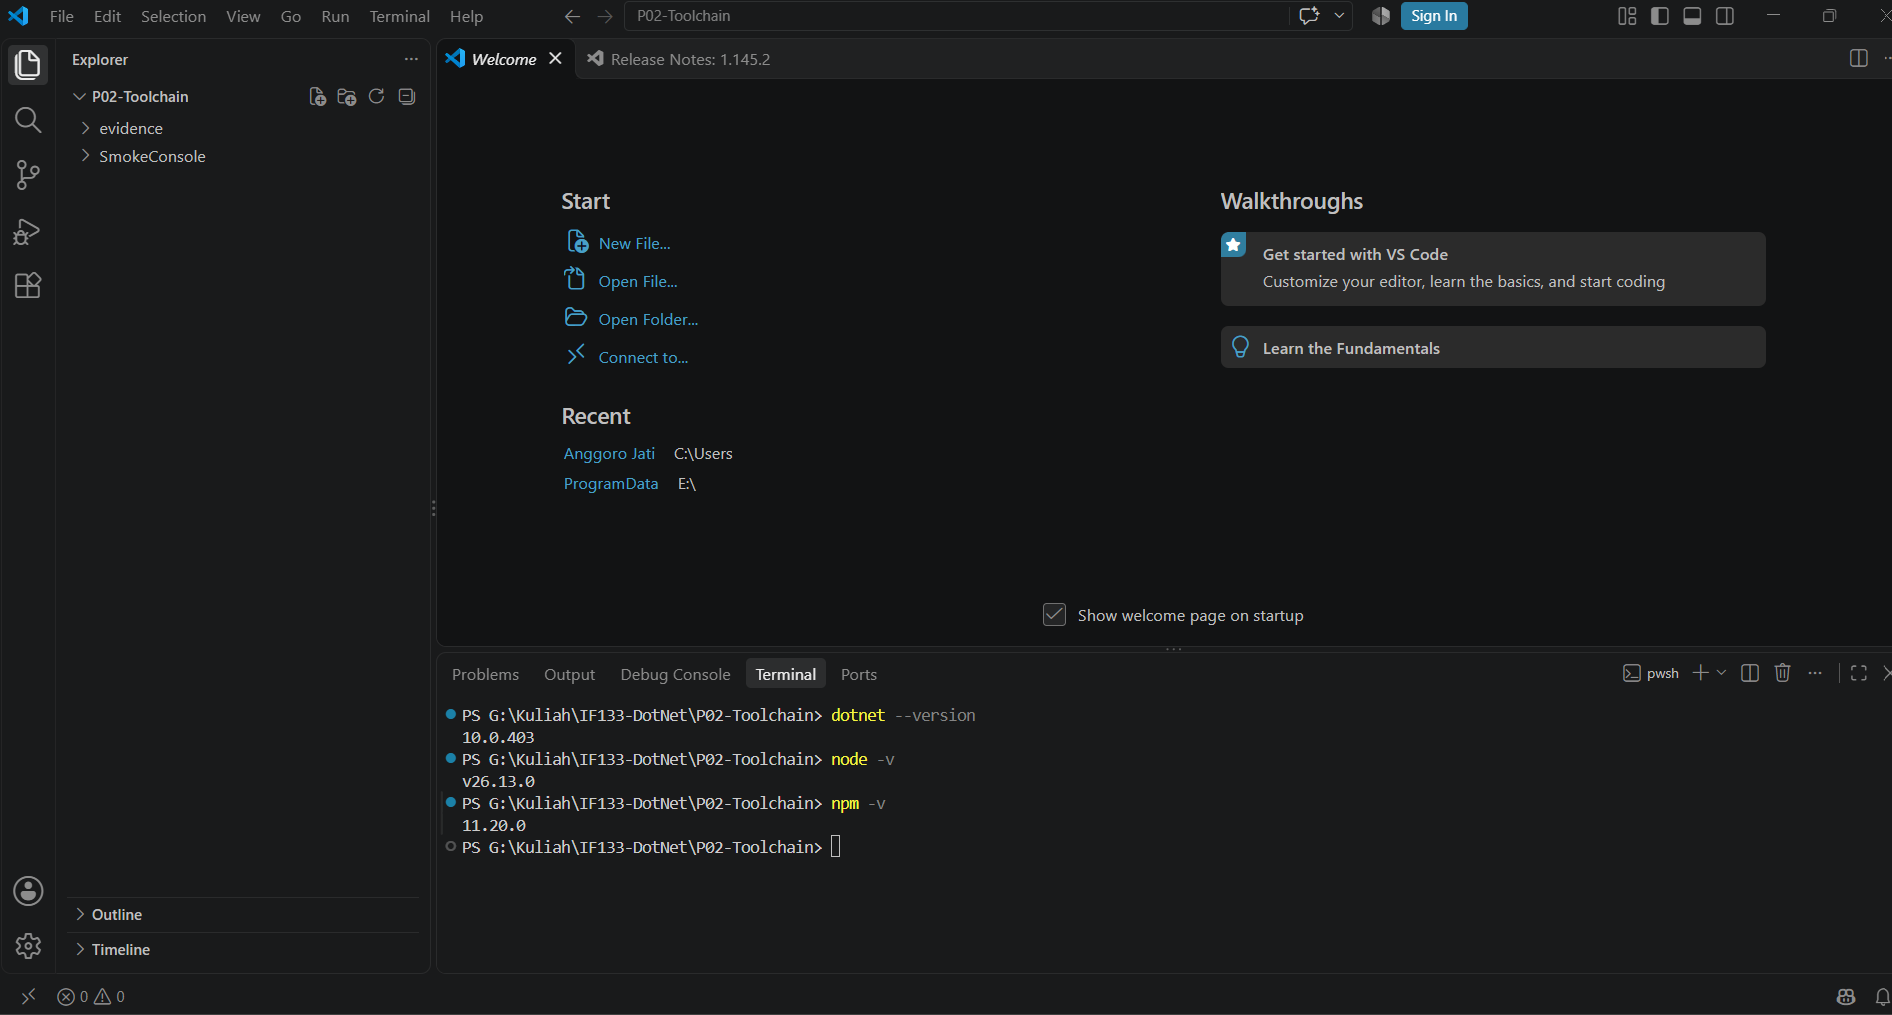 File Edit Selection View Go Run Terminal Help
P02-Toolchain
Sign In
Explorer
P02-Toolchain
evidence
SmokeConsole
Outline
Timeline
Welcome
Release Notes: 1.145.2
Start
New File...
Open File...
Open Folder...
Connect to...
Recent
Anggoro Jati C:\Users
ProgramData E:\
Walkthroughs
Get started with VS Code
Customize your editor, learn the basics, and start coding
Learn the Fundamentals
Show welcome page on startup
Problems Output Debug Console Terminal Ports
pwsh
PS G:\Kuliah\IF133-DotNet\P02-Toolchain> dotnet --version
10.0.403
PS G:\Kuliah\IF133-DotNet\P02-Toolchain> node -v
v26.13.0
PS G:\Kuliah\IF133-DotNet\P02-Toolchain> npm -v
11.20.0
PS G:\Kuliah\IF133-DotNet\P02-Toolchain>
0 0